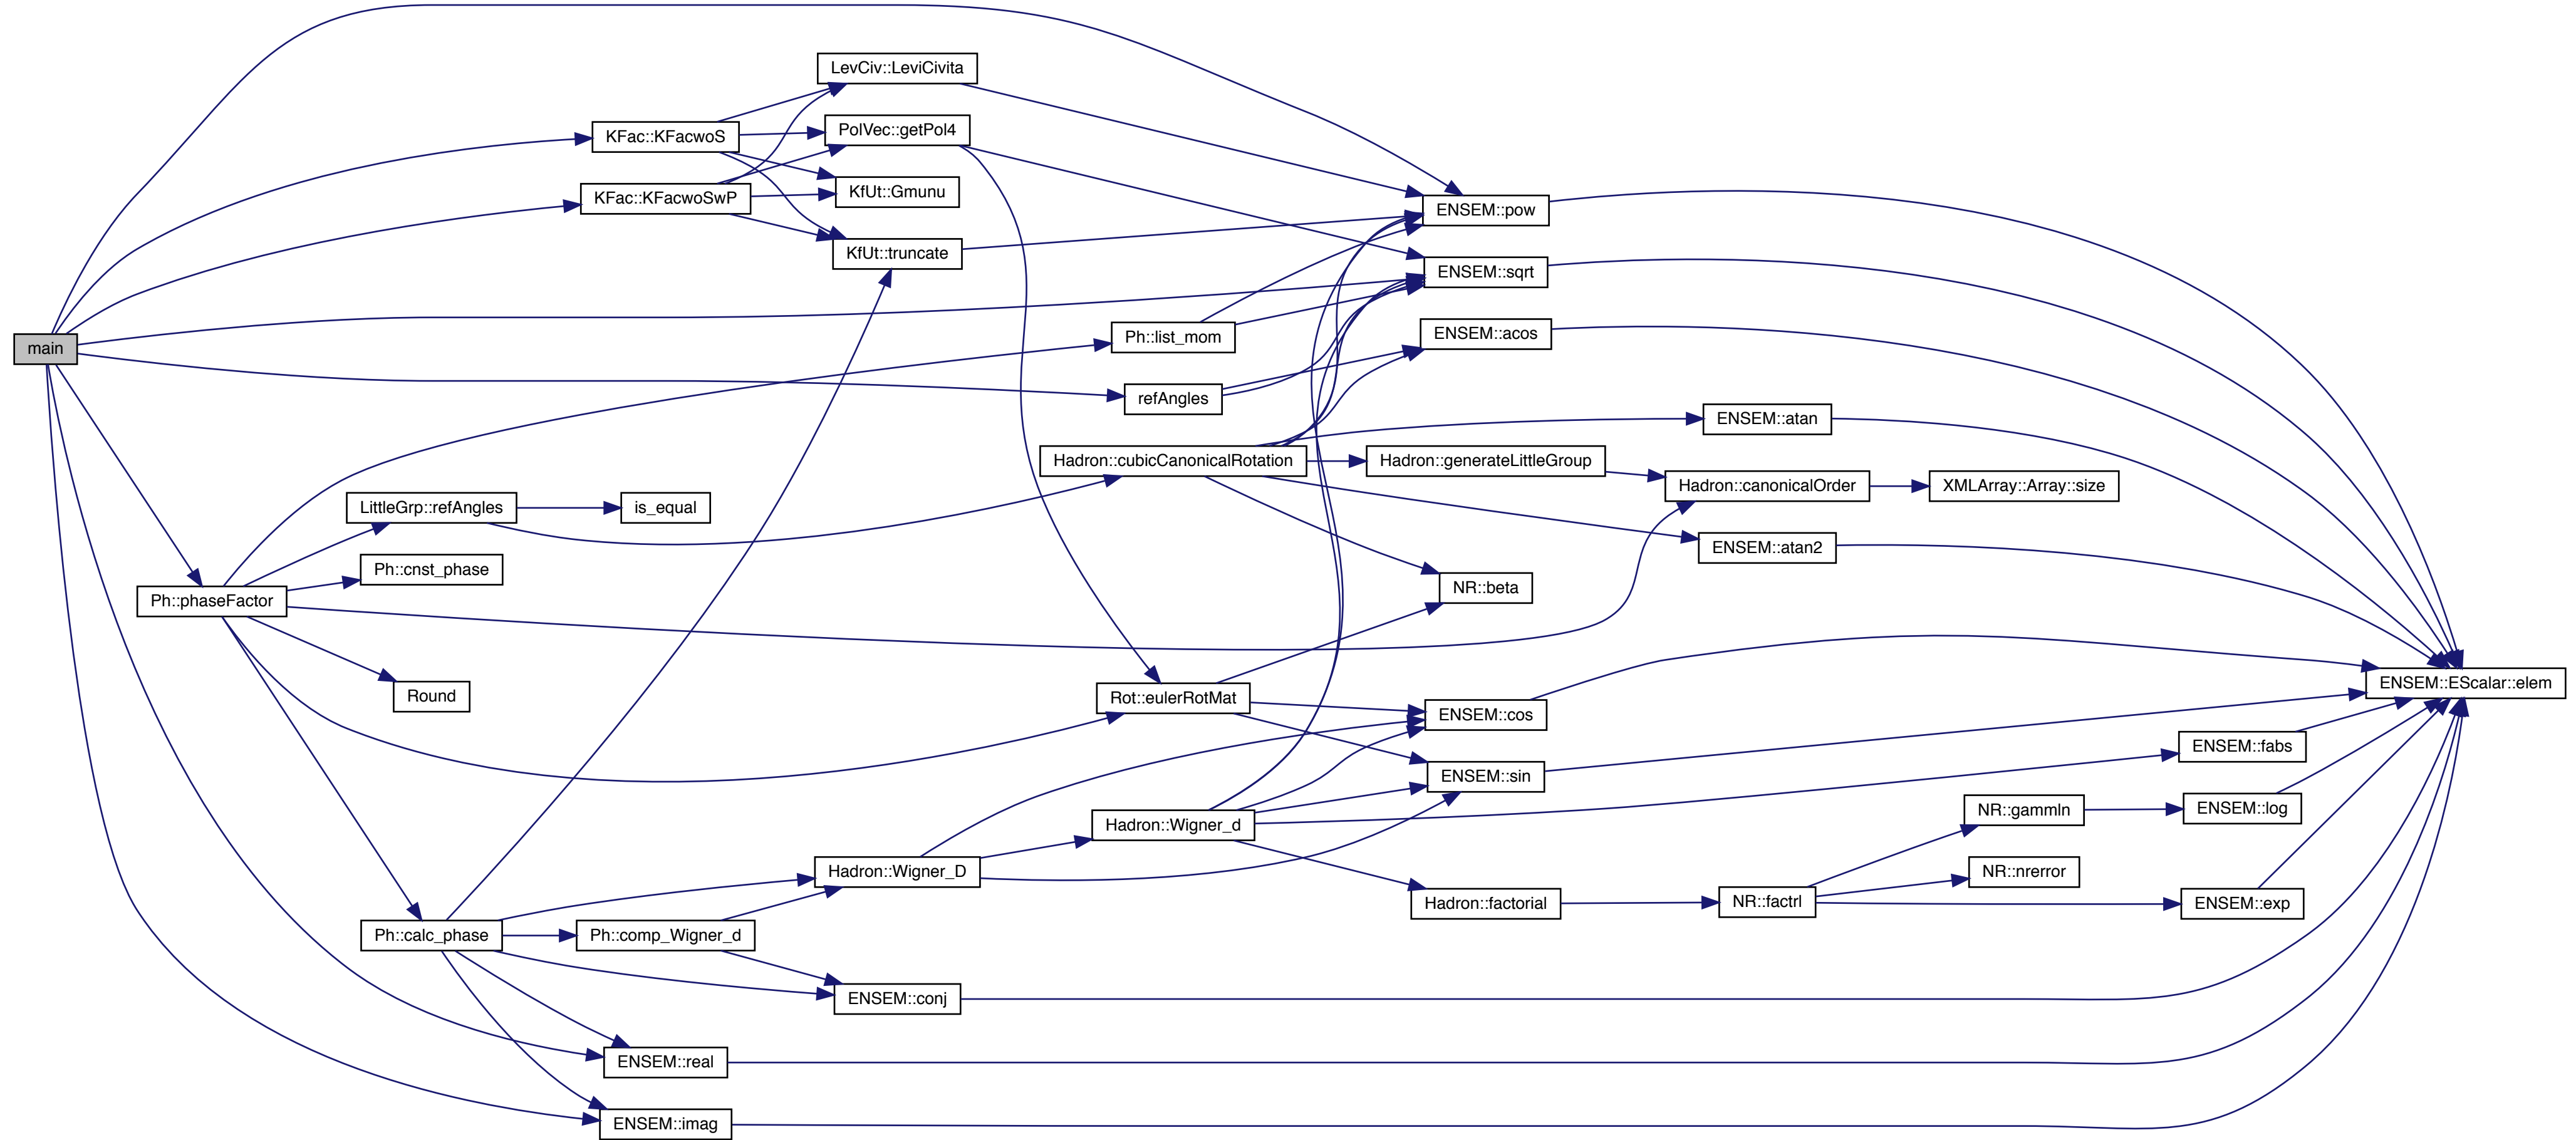 LevCiv::LeviCivita
KFac::KFacwoS
PolVec::getPol4
KFac::KFacwoSwP
KfUt::Gmunu
ENSEM::pow
KfUt::truncate
ENSEM::sqrt
Ph::list_mom
ENSEM::acos
main
refAngles
ENSEM::atan
Hadron::cubicCanonicalRotation
Hadron::generateLittleGroup
Hadron::canonicalOrder
XMLArray::Array::size
LittleGrp::refAngles
is_equal
ENSEM::atan2
Ph::cnst_phase
NR::beta
Ph::phaseFactor
ENSEM::EScalar::elem
Round
Rot::eulerRotMat
ENSEM::cos
ENSEM::fabs
ENSEM::sin
NR::gammln
ENSEM::log
Hadron::Wigner_d
Hadron::Wigner_D
NR::nrerror
Hadron::factorial
NR::factrl
ENSEM::exp
Ph::calc_phase
Ph::comp_Wigner_d
ENSEM::conj
ENSEM::real
ENSEM::imag